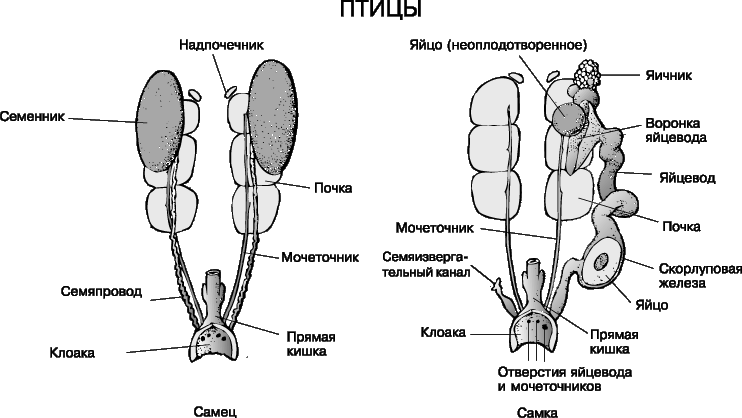 ПТИЦЫ
Надпочечник
Семенник
Почка
Мочеточник
Семяпровод
Прямая
кишка
Клоака
Самец
Яйцо (неоплодотворенное)
Яичник
Воронка
яйцевода
Яйцевод
Почка
Мочеточник
Семяизверга-
тельный канал
Скорлуповая
железа
Яйцо
Клоака
Прямая
кишка
Отверстия яйцевода
и мочеточников
Самка